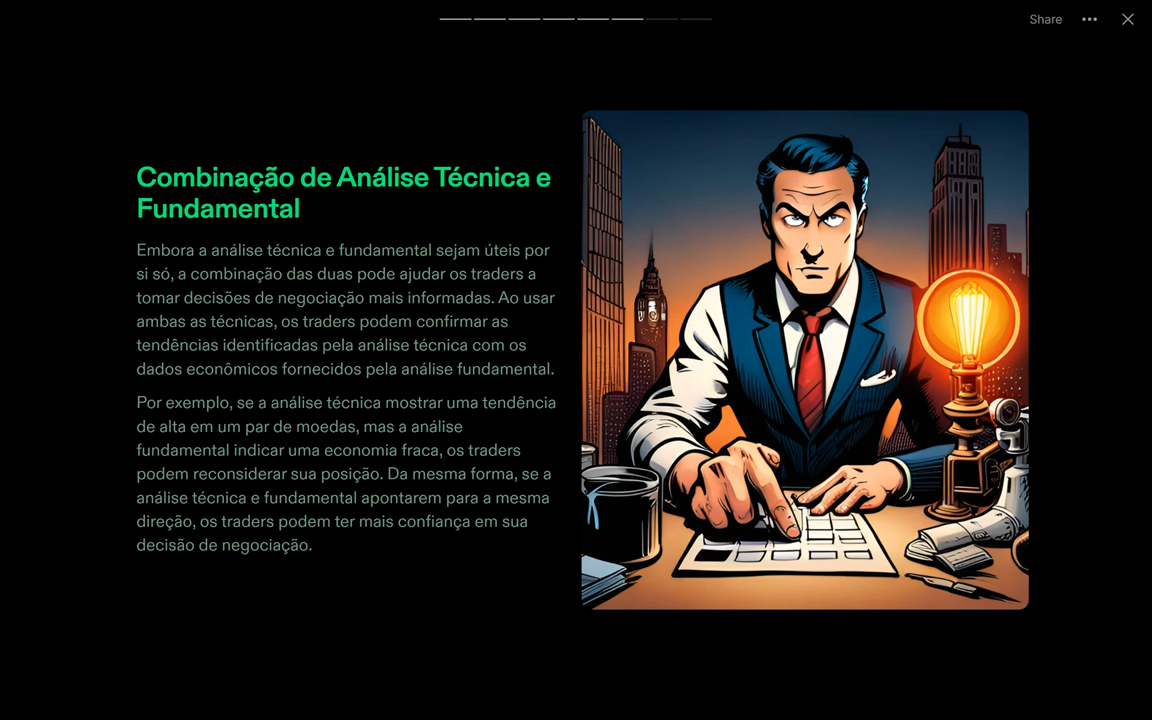 Share
Combinação de Análise Técnica e
Fundamental
Embora a análise técnica e fundamental sejam úteis por
si só, a combinação das duas pode ajudar os traders a
tomar decisões de negociação mais informadas. Ao usar
ambas as técnicas, os traders podem confirmar as
tendências identificadas pela análise técnica com os
dados econômicos fornecidos pela análise fundamental.
Por exemplo, se a análise técnica mostrar uma tendência
de alta em um par de moedas, mas a análise
fundamental indicar uma economia fraca, os traders
podem reconsiderar sua posição. Da mesma forma, se a
análise técnica e fundamental apontarem para a mesma
direção, os traders podem ter mais confiança em sua
decisão de negociação.